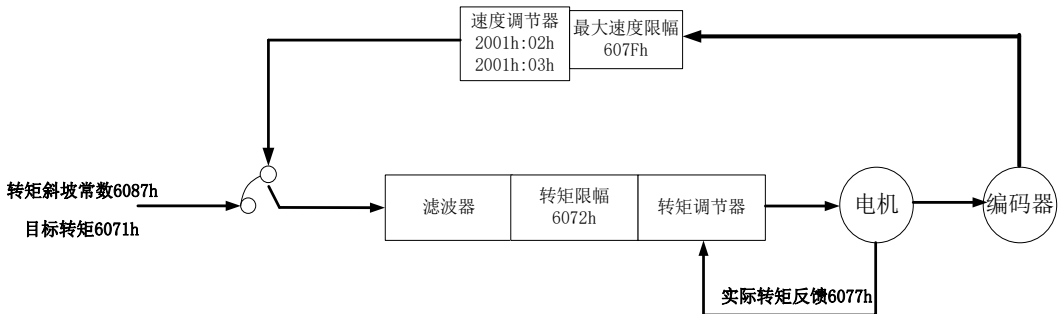 速度调节器
2001h:02h
2001h:03h
最大速度限幅
607Fh
转矩斜坡常数6087h
目标转矩6071h
滤波器
转矩限幅
6072h
转矩调节器
电机
编码器
实际转矩反馈6077h